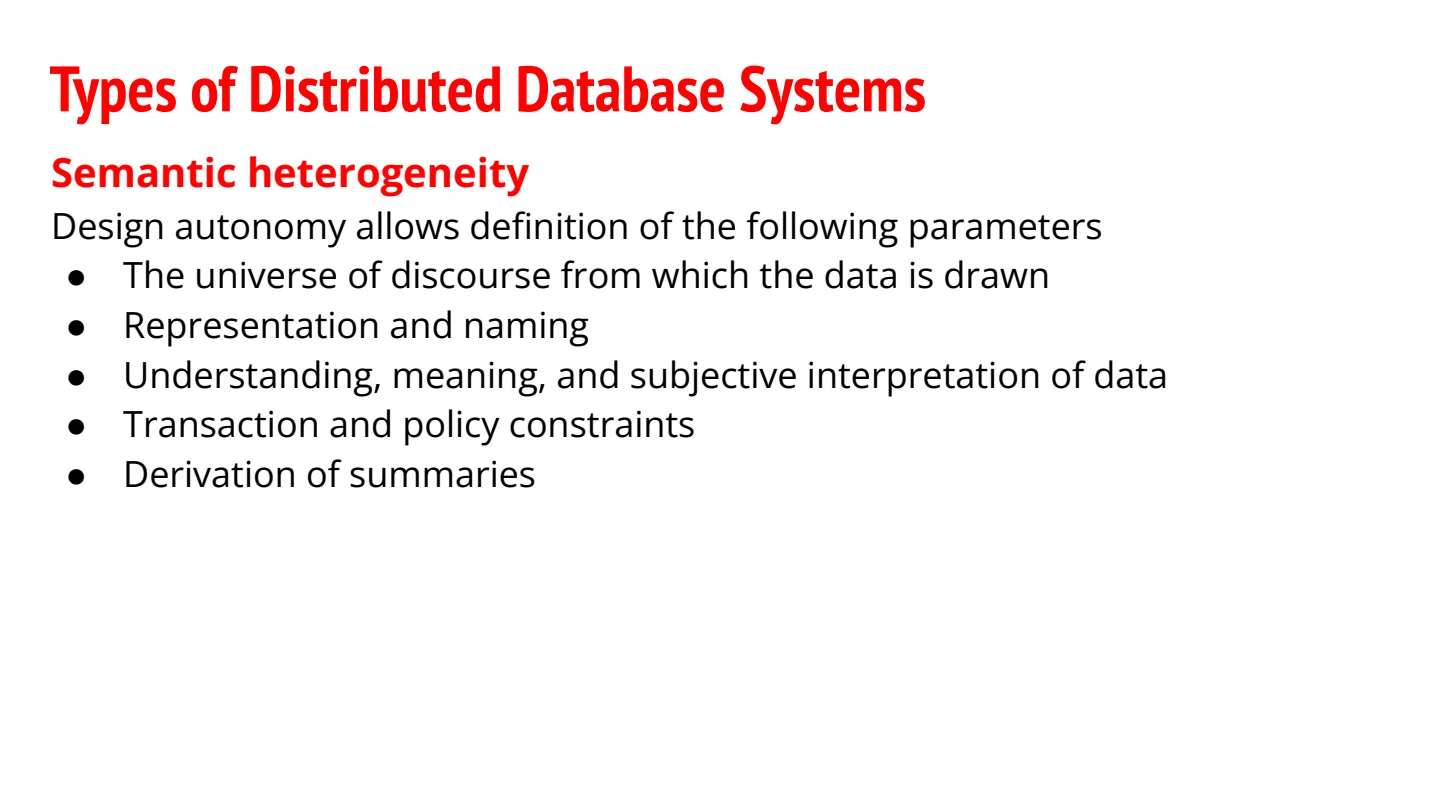 Types of Distributed Database Systems
Semantic heterogeneity
Design autonomy allows definition of the following parameters
● The universe of discourse from which the data is drawn
● Representation and naming
● Understanding, meaning, and subjective interpretation of data
● Transaction and policy constraints
● Derivation of summaries